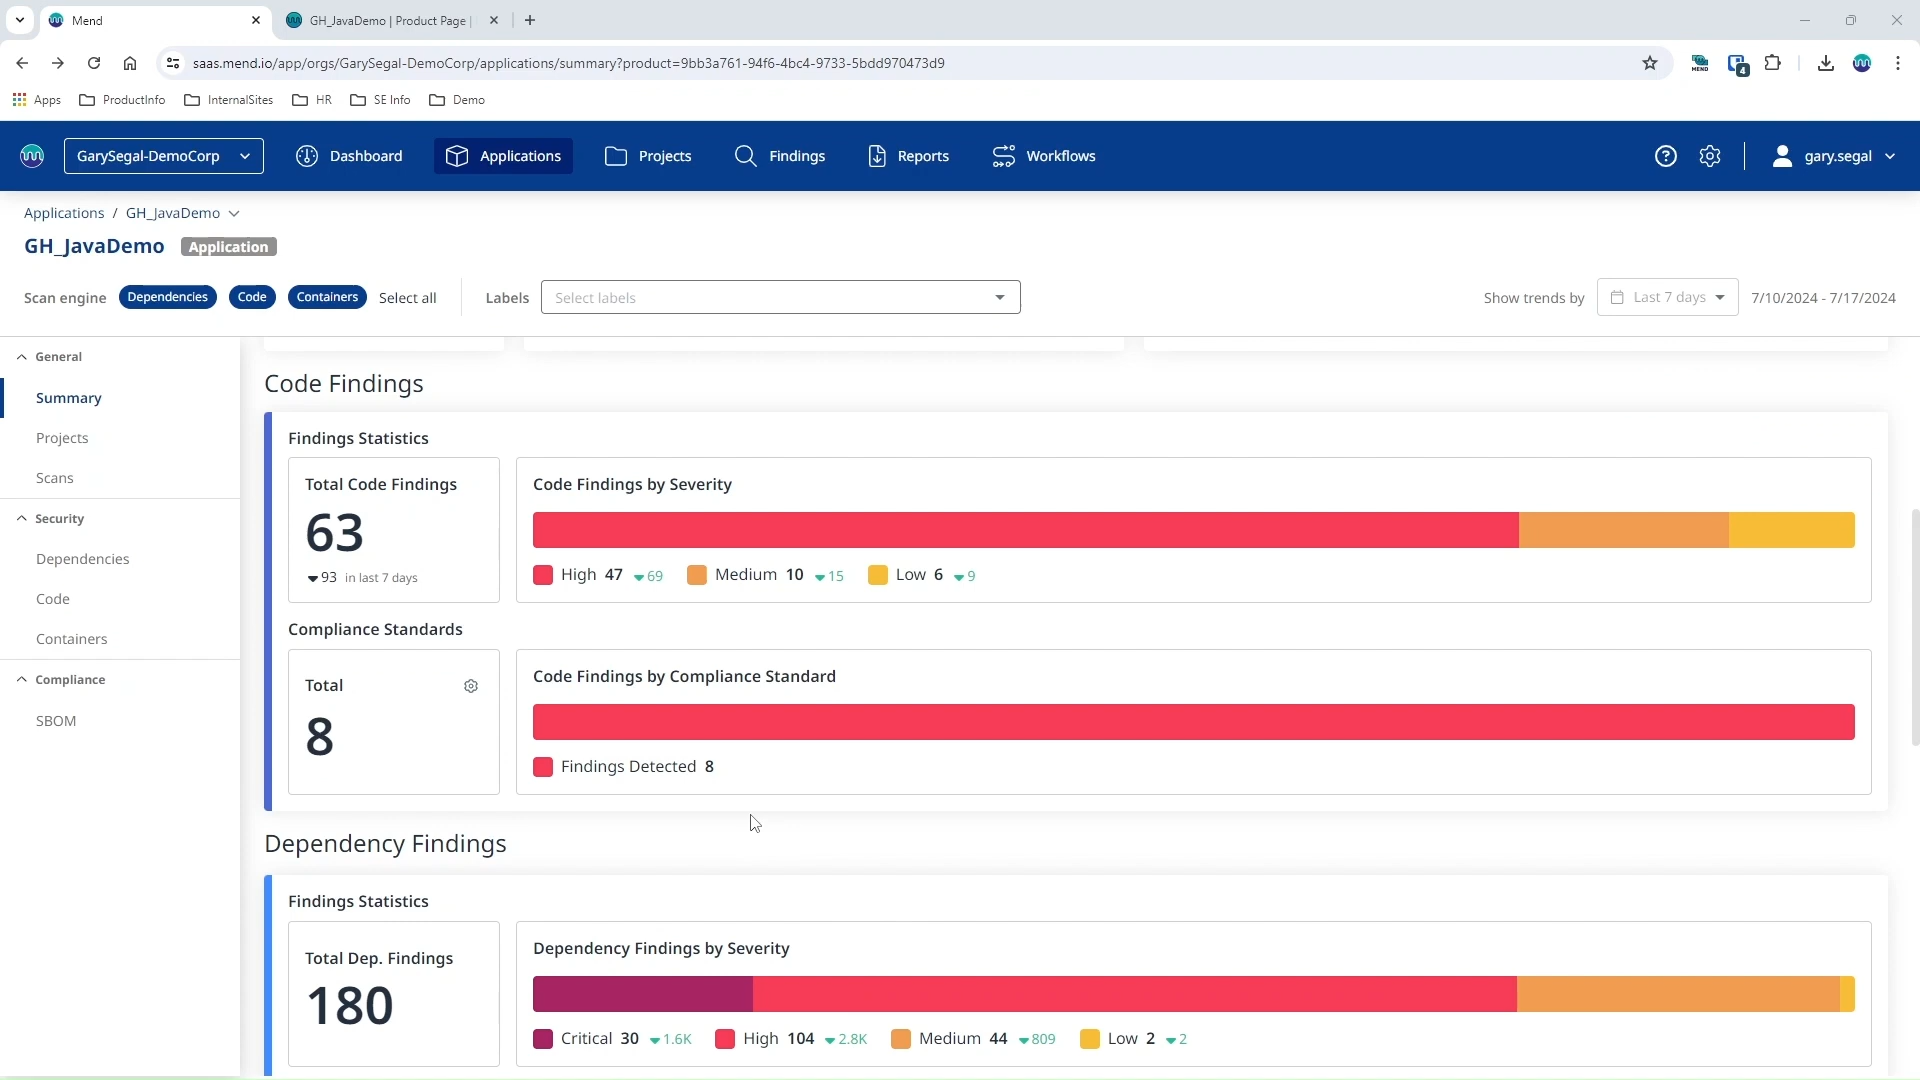 Mend
GH_JavaDemo | Product Page |
saas.mend.io/app/orgs/GarySegal-DemoCorp/applications/summary?product=9bb3a761-94f6-4bc4-9733-5bdd970473d9
MEND
4
Apps
ProductInfo
InternalSites
HR
SE Info
Demo
GarySegal-DemoCorp
Dashboard
Applications
Projects
Findings
Reports
Workflows
gary.segal
Applications / GH_JavaDemo
GH_JavaDemo Application
Scan engine Dependencies Code Containers Select all
Labels Select labels
Show trends by Last 7 days 7/10/2024 - 7/17/2024
General
Summary
Projects
Scans
Security
Dependencies
Code
Containers
Compliance
SBOM
Code Findings
Findings Statistics
Total Code Findings
63
93 in last 7 days
Code Findings by Severity
High 47 69 Medium 10 15 Low 6 9
Compliance Standards
Total
8
Code Findings by Compliance Standard
Findings Detected 8
Dependency Findings
Findings Statistics
Total Dep. Findings
180
Dependency Findings by Severity
Critical 30 1.6K High 104 2.8K Medium 44 809 Low 2 2